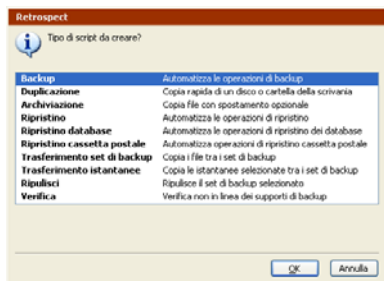 Retrospect
Tipo di script da creare?
Backup Automatizza le operazioni di backup
Duplicazione Copia rapida di un disco o cartella della scrivania
Archiviazione Copia file con spostamento opzionale
Ripristino Automatizza le operazioni di ripristino
Ripristino database Automatizza le operazioni di ripristino dei database
Ripristino cassetta postale Automatizza operazioni di ripristino cassetta postale
Trasferimento set di backup Copia i file tra i set di backup
Trasferimento istantanee Copia le istantanee selezionate tra i set di backup
Ripulisci Ripulisce il set di backup selezionato
Verifica Verifica non in linea dei supporti di backup
OK Annulla